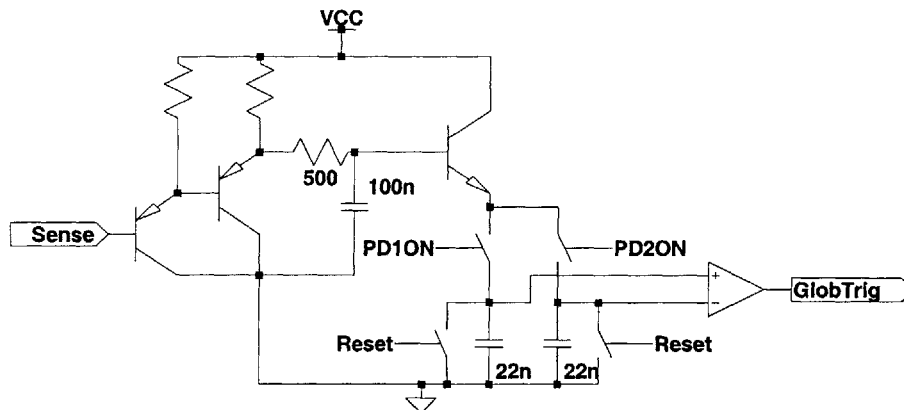 VCC
500
100n
Sense
PD1ON
PD2ON
+
−
GlobTrig
Reset
22n
22n
Reset